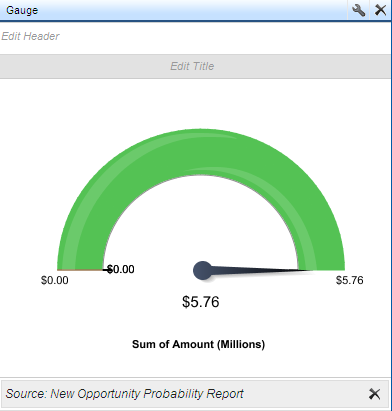 Gauge
Edit Header
Edit Title
$0.00
$0.00
$5.76
$5.76
Sum of Amount (Millions)
Source: New Opportunity Probability Report